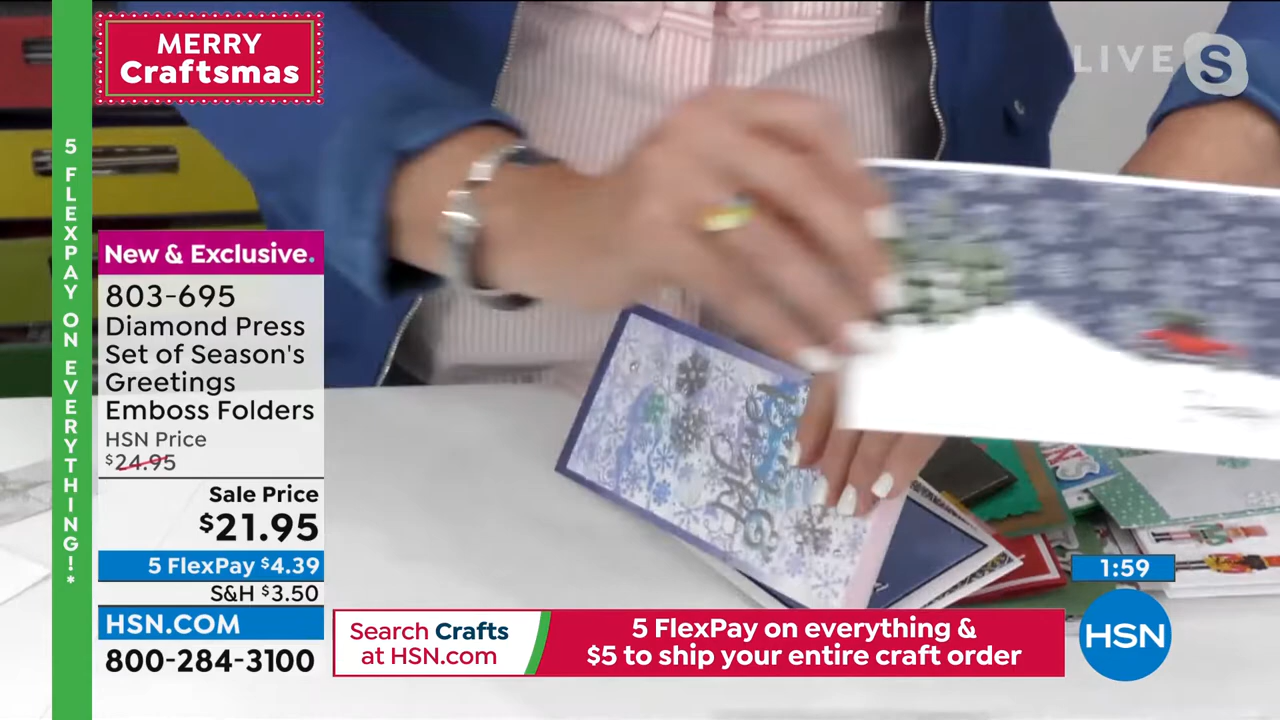 MERRY
Craftsmas
LIVE S
5 FLEXPAY ON EVERYTHING!*
New & Exclusive.
803-695
Diamond Press
Set of Season's
Greetings
Emboss Folders
HSN Price
$24.95
Sale Price
$21.95
5 FlexPay $4.39
S&H $3.50
HSN.COM
800-284-3100
Search Crafts
at HSN.com
5 FlexPay on everything &
$5 to ship your entire craft order
1:59
HSN